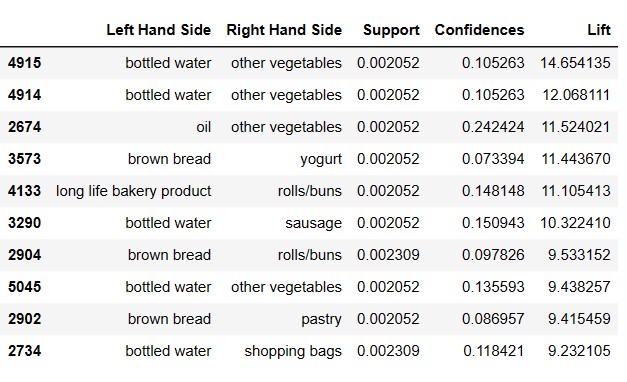 Left Hand Side Right Hand Side Support Confidences Lift
4915 bottled water other vegetables 0.002052 0.105263 14.654135
4914 bottled water other vegetables 0.002052 0.105263 12.068111
2674 oil other vegetables 0.002052 0.242424 11.524021
3573 brown bread yogurt 0.002052 0.073394 11.443670
4133 long life bakery product rolls/buns 0.002052 0.148148 11.105413
3290 bottled water sausage 0.002052 0.150943 10.322410
2904 brown bread rolls/buns 0.002309 0.097826 9.533152
5045 bottled water other vegetables 0.002052 0.135593 9.438257
2902 brown bread pastry 0.002052 0.086957 9.415459
2734 bottled water shopping bags 0.002309 0.118421 9.232105